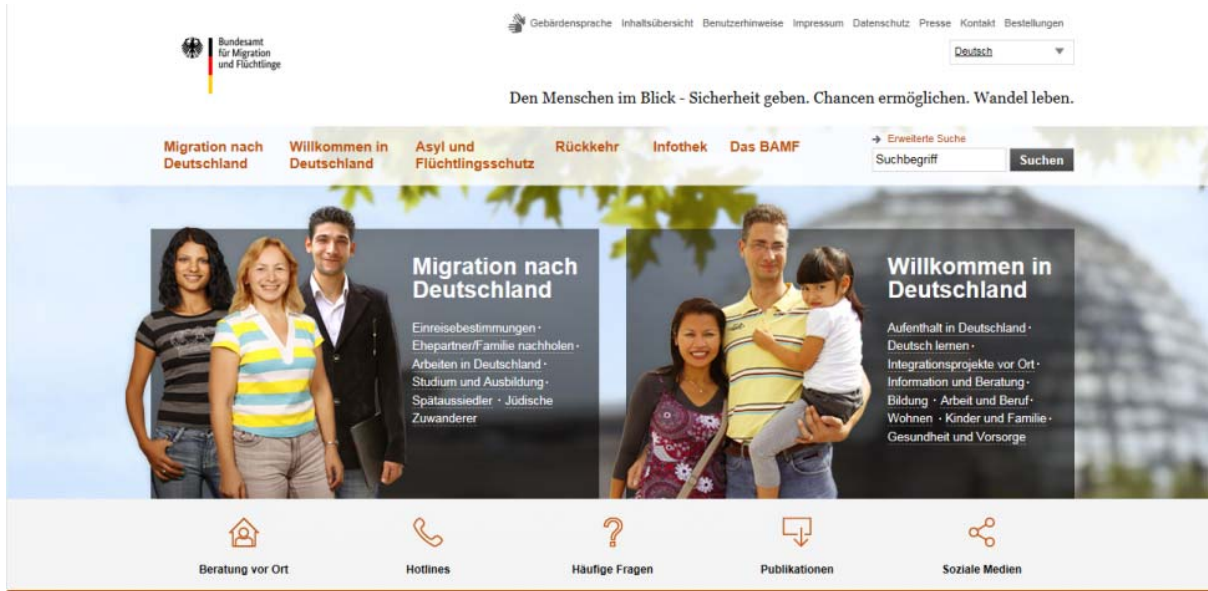 Gebärdensprache Inhaltsübersicht Benutzerhinweise Impressum Datenschutz Presse Kontakt Bestellungen
Bundesamt
für Migration
und Flüchtlinge
Deutsch
Den Menschen im Blick - Sicherheit geben. Chancen ermöglichen. Wandel leben.
Migration nach
Deutschland
Willkommen in
Deutschland
Asyl und
Flüchtlingsschutz
Rückkehr
Infothek
Das BAMF
Erweiterte Suche
Suchbegriff
Suchen
Migration nach
Deutschland
Einreisebestimmungen ·
Ehepartner/Familie nachholen ·
Arbeiten in Deutschland ·
Studium und Ausbildung ·
Spätaussiedler · Jüdische
Zuwanderer
Willkommen in
Deutschland
Aufenthalt in Deutschland ·
Deutsch lernen ·
Integrationsprojekte vor Ort ·
Information und Beratung ·
Bildung · Arbeit und Beruf ·
Wohnen · Kinder und Familie ·
Gesundheit und Vorsorge
Beratung vor Ort
Hotlines
Häufige Fragen
Publikationen
Soziale Medien